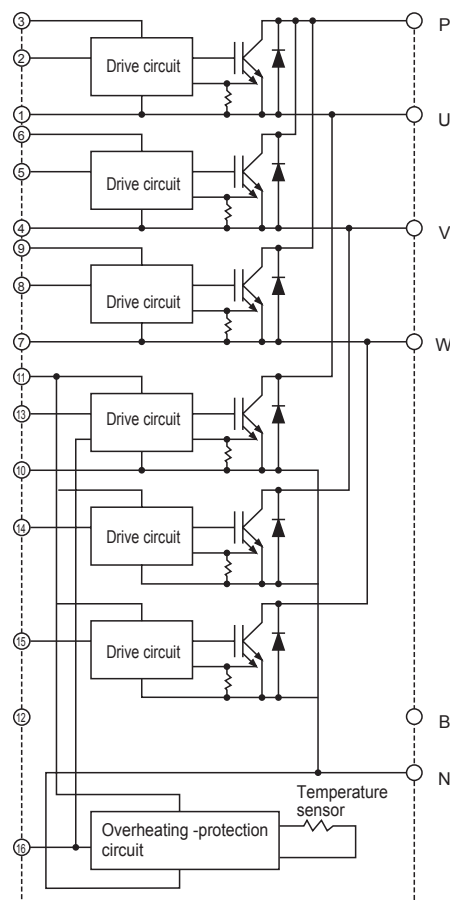 ③ P
② Drive circuit
① U
⑥
⑤ Drive circuit
④ V
⑨
⑧ Drive circuit
⑦ W
⑪
⑬ Drive circuit
⑩
⑭ Drive circuit
⑮ Drive circuit
⑫ B
N
Temperature
sensor
Overheating -protection
circuit
⑯